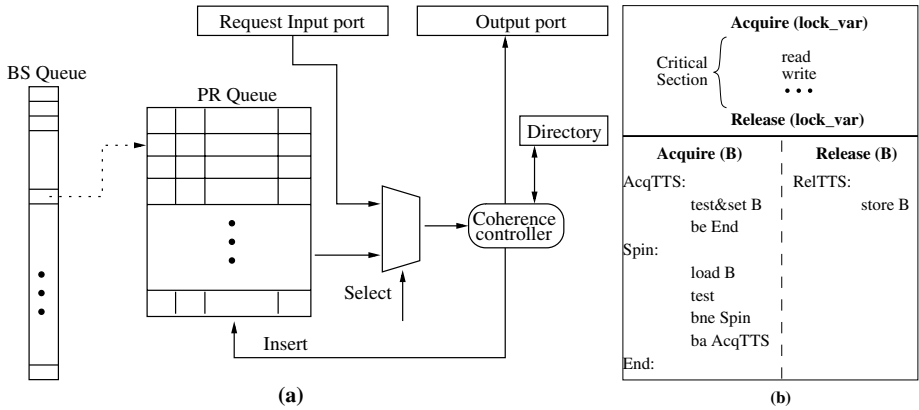 Request Input port
Output port
BS Queue
PR Queue
Directory
Coherence
controller
Select
Insert
(a)
Acquire (lock_var)
Critical
Section
read
write
Release (lock_var)
Acquire (B)
Release (B)
AcqTTS:
RelTTS:
test&set B
store B
be End
Spin:
load B
test
bne Spin
ba AcqTTS
End:
(b)